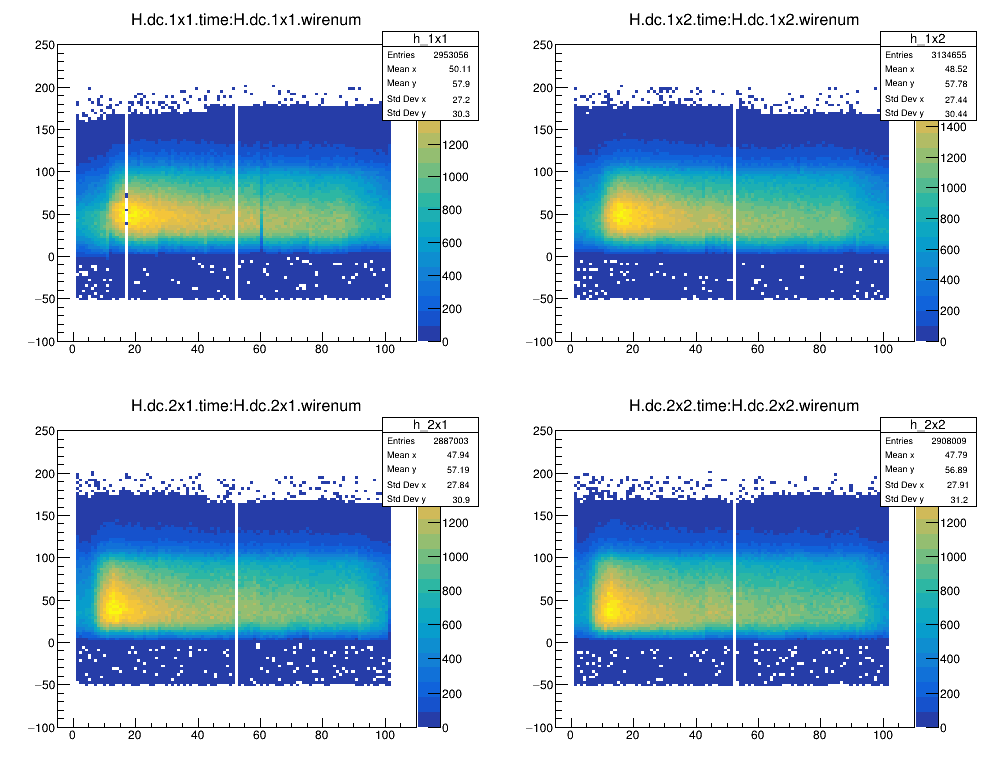 H.dc.1x1.time:H.dc.1x1.wirenum
h_1x1
Entries 2953056
Mean x 50.11
Mean y 57.9
Std Dev x 27.2
Std Dev y 30.3
250
200
150
100
50
0
−50
−100
0 20 40 60 80 100
1200
1000
800
600
400
200
0
H.dc.1x2.time:H.dc.1x2.wirenum
h_1x2
Entries 3134655
Mean x 48.52
Mean y 57.78
Std Dev x 27.44
Std Dev y 30.44
250
200
150
100
50
0
−50
−100
0 20 40 60 80 100
1400
1200
1000
800
600
400
200
0
H.dc.2x1.time:H.dc.2x1.wirenum
h_2x1
Entries 2887003
Mean x 47.94
Mean y 57.19
Std Dev x 27.84
Std Dev y 30.9
250
200
150
100
50
0
−50
−100
0 20 40 60 80 100
1200
1000
800
600
400
200
0
H.dc.2x2.time:H.dc.2x2.wirenum
h_2x2
Entries 2908009
Mean x 47.79
Mean y 56.89
Std Dev x 27.91
Std Dev y 31.2
250
200
150
100
50
0
−50
−100
0 20 40 60 80 100
1200
1000
800
600
400
200
0